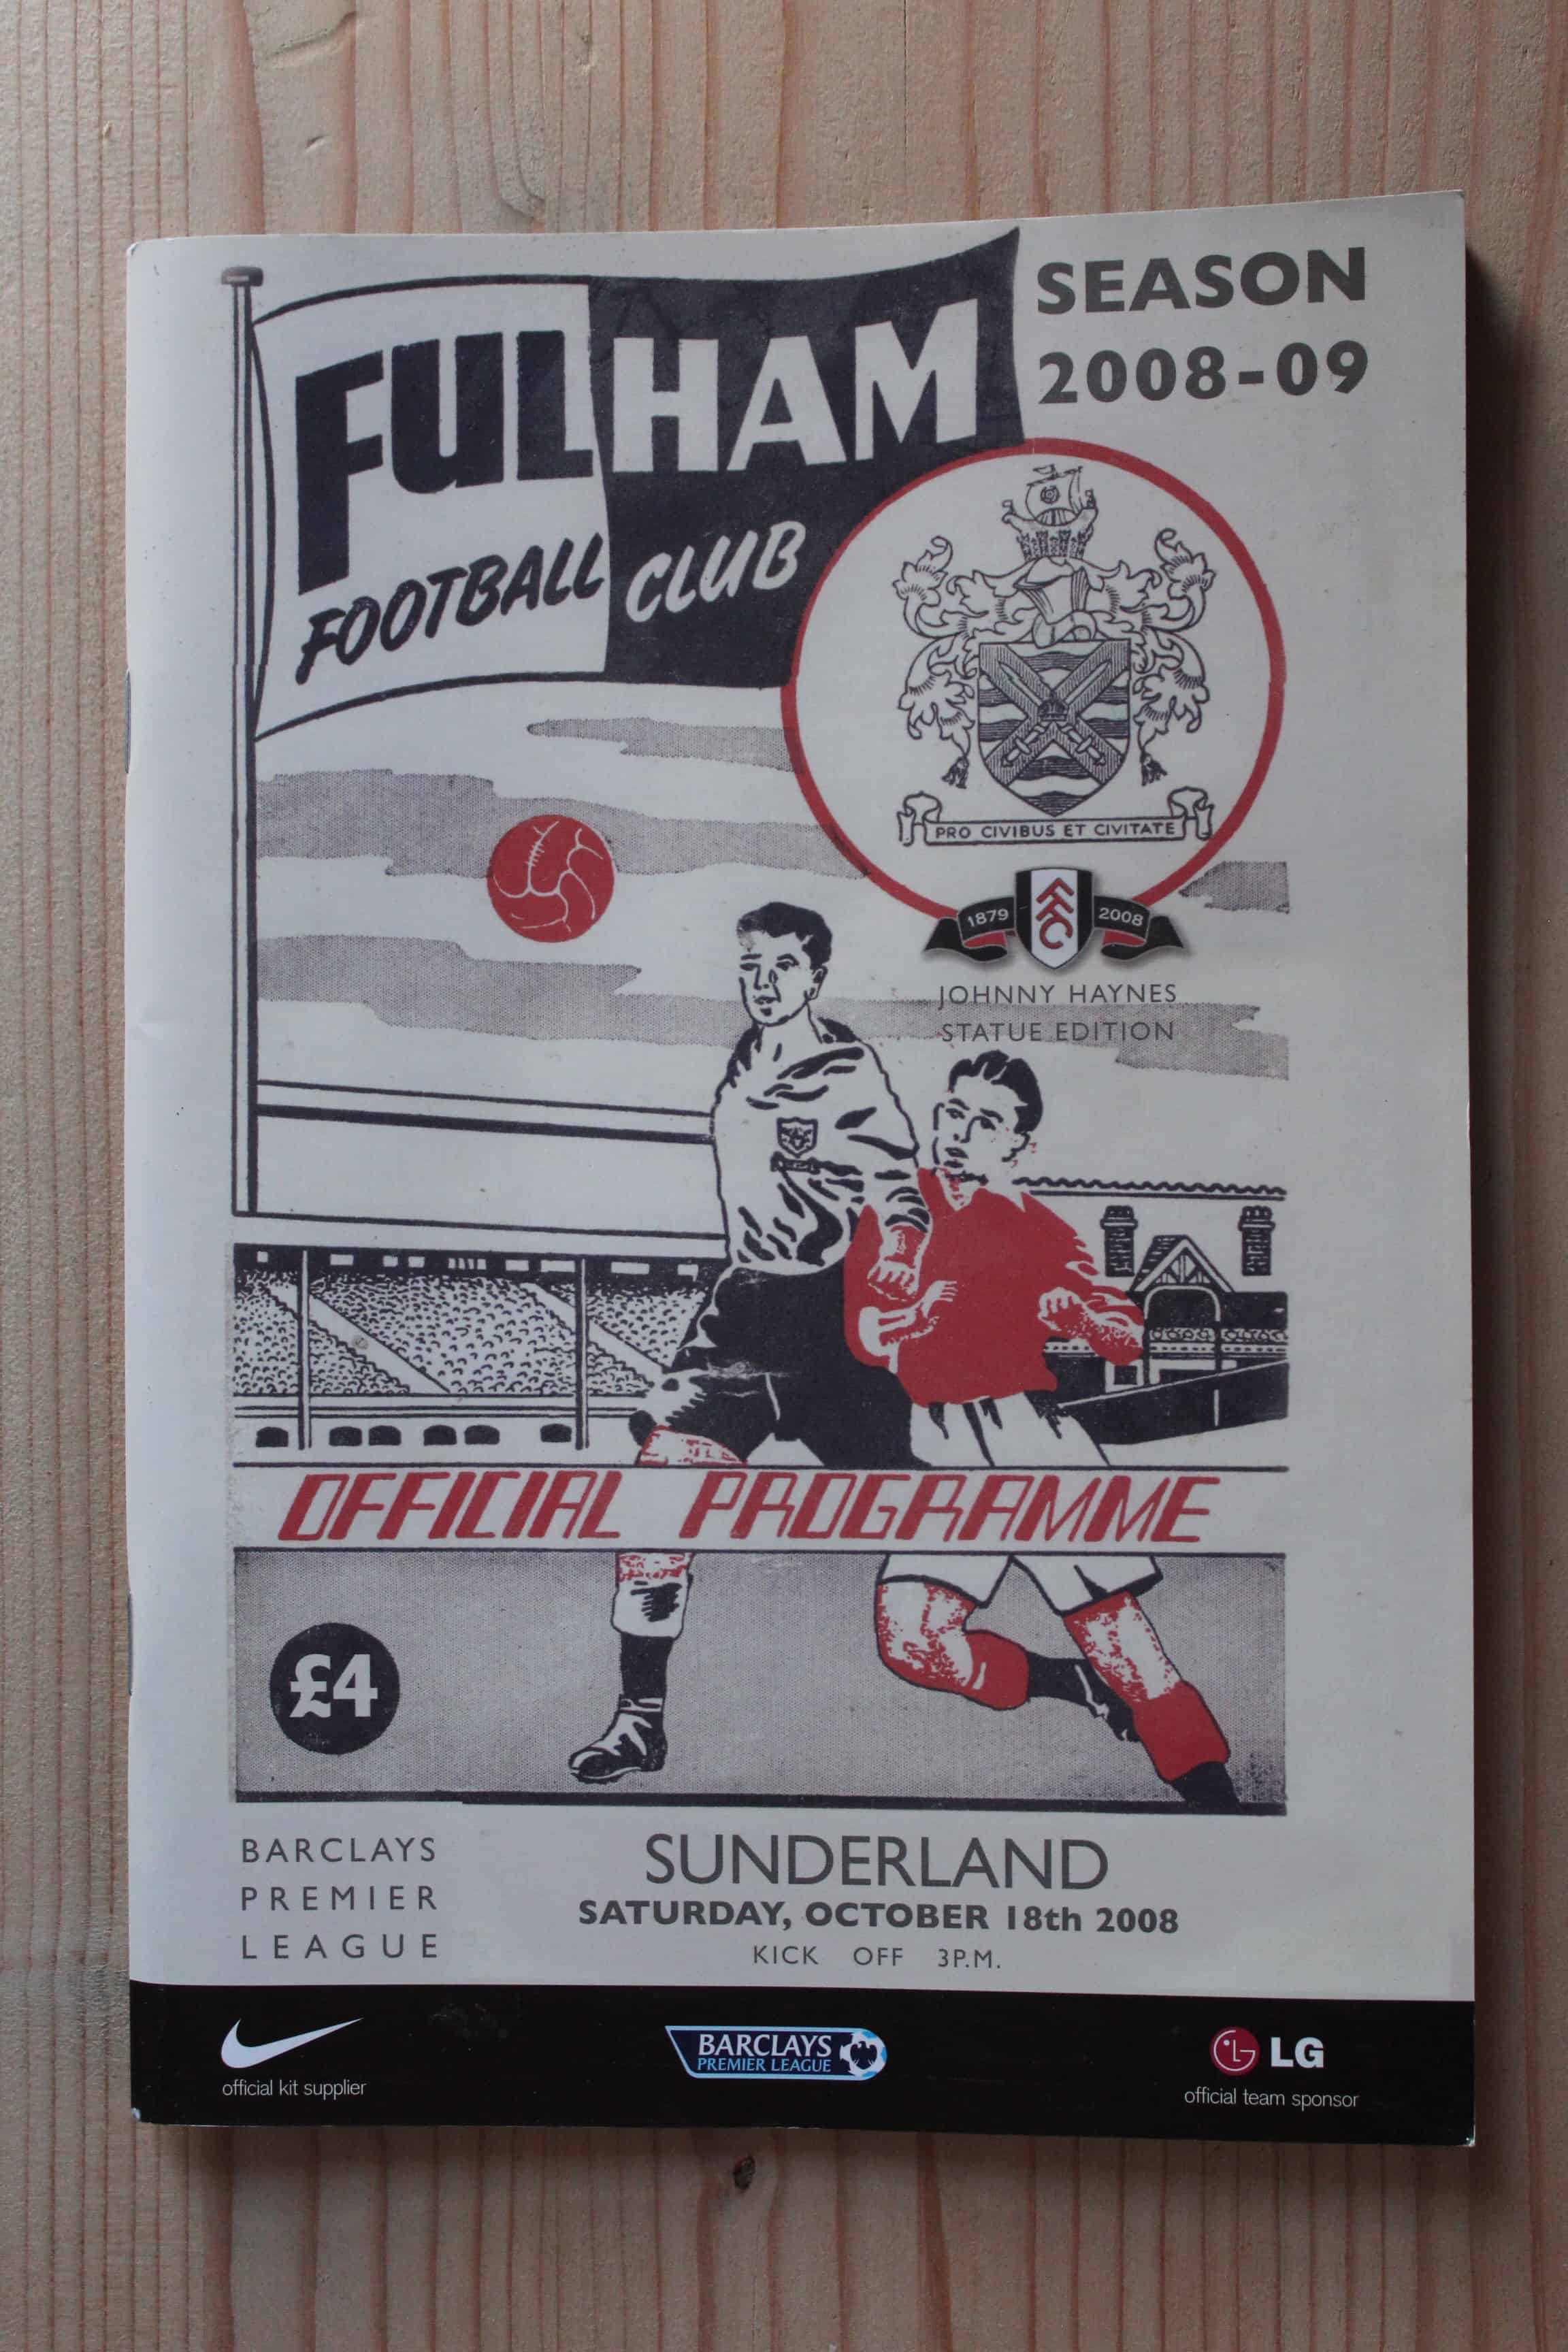 SEASON
2008-09
FULHAM
FOOTBALL CLUB
PRO CIVIBUS ET CIVITATE
1879 FFC 2008
JOHNNY HAYNES
STATUE EDITION
OFFICIAL PROGRAMME
£4
BARCLAYS
PREMIER
LEAGUE
SUNDERLAND
SATURDAY, OCTOBER 18th 2008
KICK OFF 3P.M.
official kit supplier
BARCLAYS
PREMIER LEAGUE
LG
official team sponsor